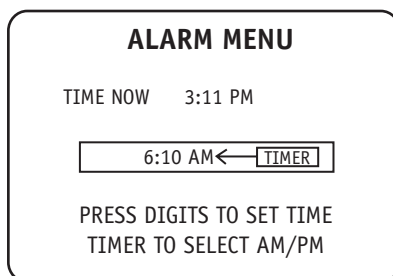 ALARM MENU
TIME NOW 3:11 PM
6:10 AM TIMER
PRESS DIGITS TO SET TIME
TIMER TO SELECT AM/PM